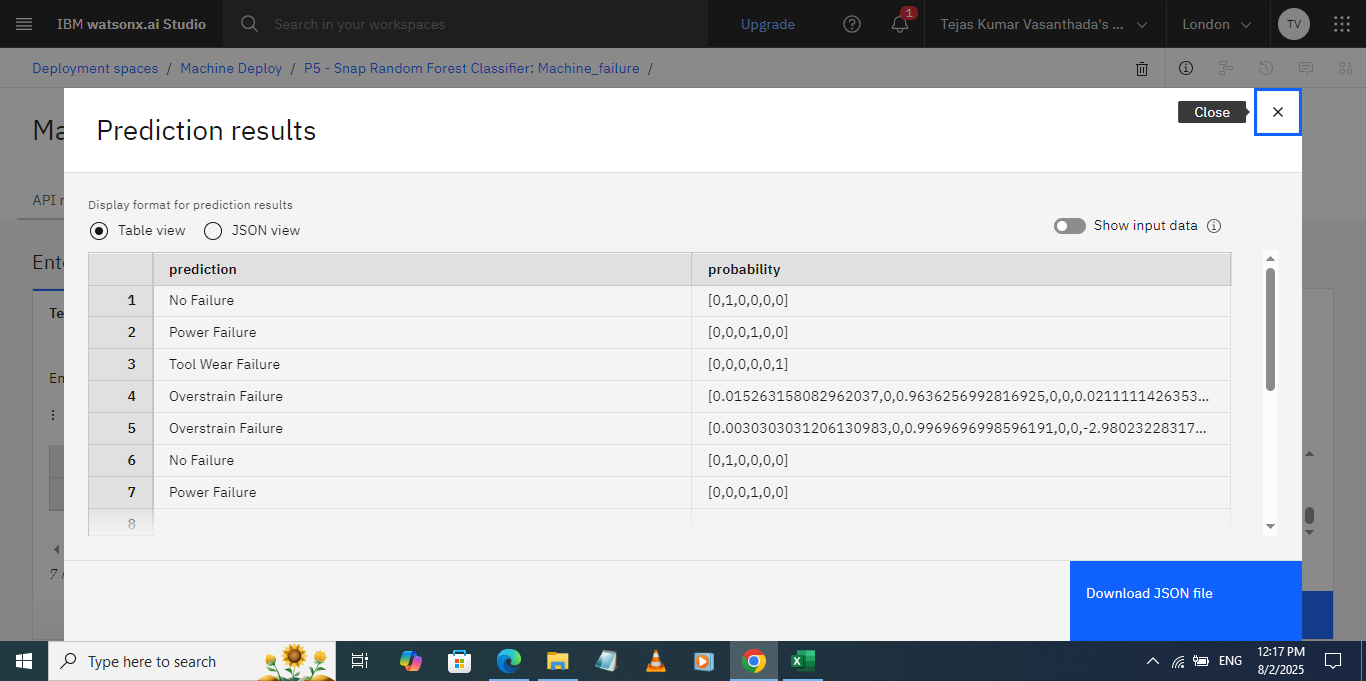 IBM watsonx.ai Studio
Search in your workspaces
Upgrade
1
Tejas Kumar Vasanthada's ...
London
TV
Deployment spaces / Machine Deploy / P5 - Snap Random Forest Classifier: Machine_failure /
Ma
Prediction results
Close
API r
Display format for prediction results
Table view
JSON view
Show input data
Ente
Te
En
prediction probability
1 No Failure [0,1,0,0,0,0]
2 Power Failure [0,0,0,1,0,0]
3 Tool Wear Failure [0,0,0,0,0,1]
4 Overstrain Failure [0.015263158082962037,0,0.9636256992816925,0,0,0.0211111426353...
5 Overstrain Failure [0.0030303031206130983,0,0.9969696998596191,0,0,-2.98023228317...
6 No Failure [0,1,0,0,0,0]
7 Power Failure [0,0,0,1,0,0]
8
7
Download JSON file
Type here to search
ENG
12:17 PM
8/2/2025